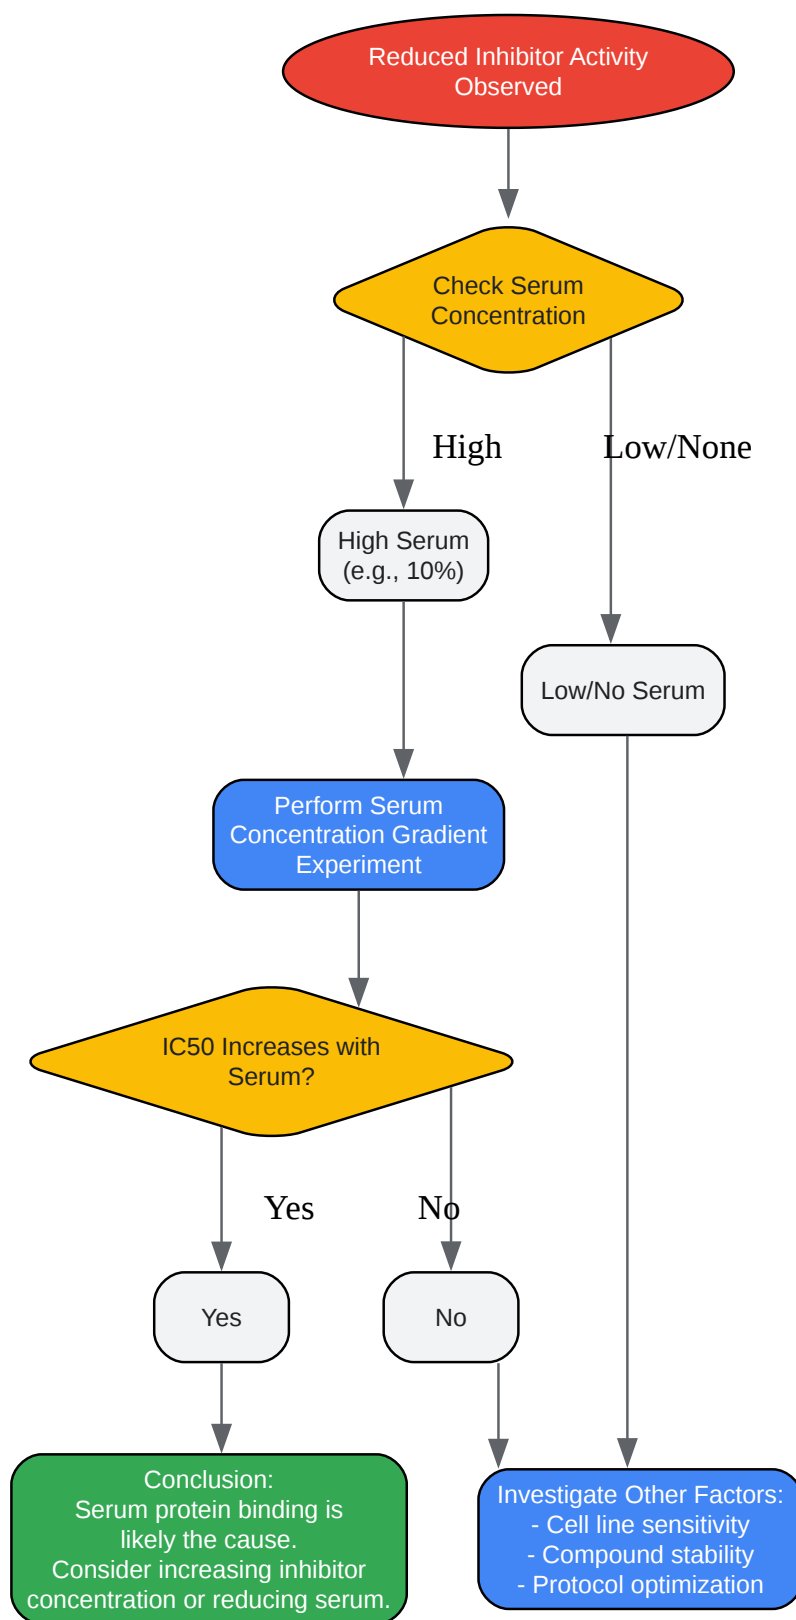 Reduced Inhibitor Activity
Observed
Check Serum
Concentration
High
Low/None
High Serum
(e.g., 10%)
Low/No Serum
Perform Serum
Concentration Gradient
Experiment
IC50 Increases with
Serum?
Yes
No
Yes
No
Conclusion:
Serum protein binding is
likely the cause.
Consider increasing inhibitor
concentration or reducing serum.
Investigate Other Factors:
- Cell line sensitivity
- Compound stability
- Protocol optimization